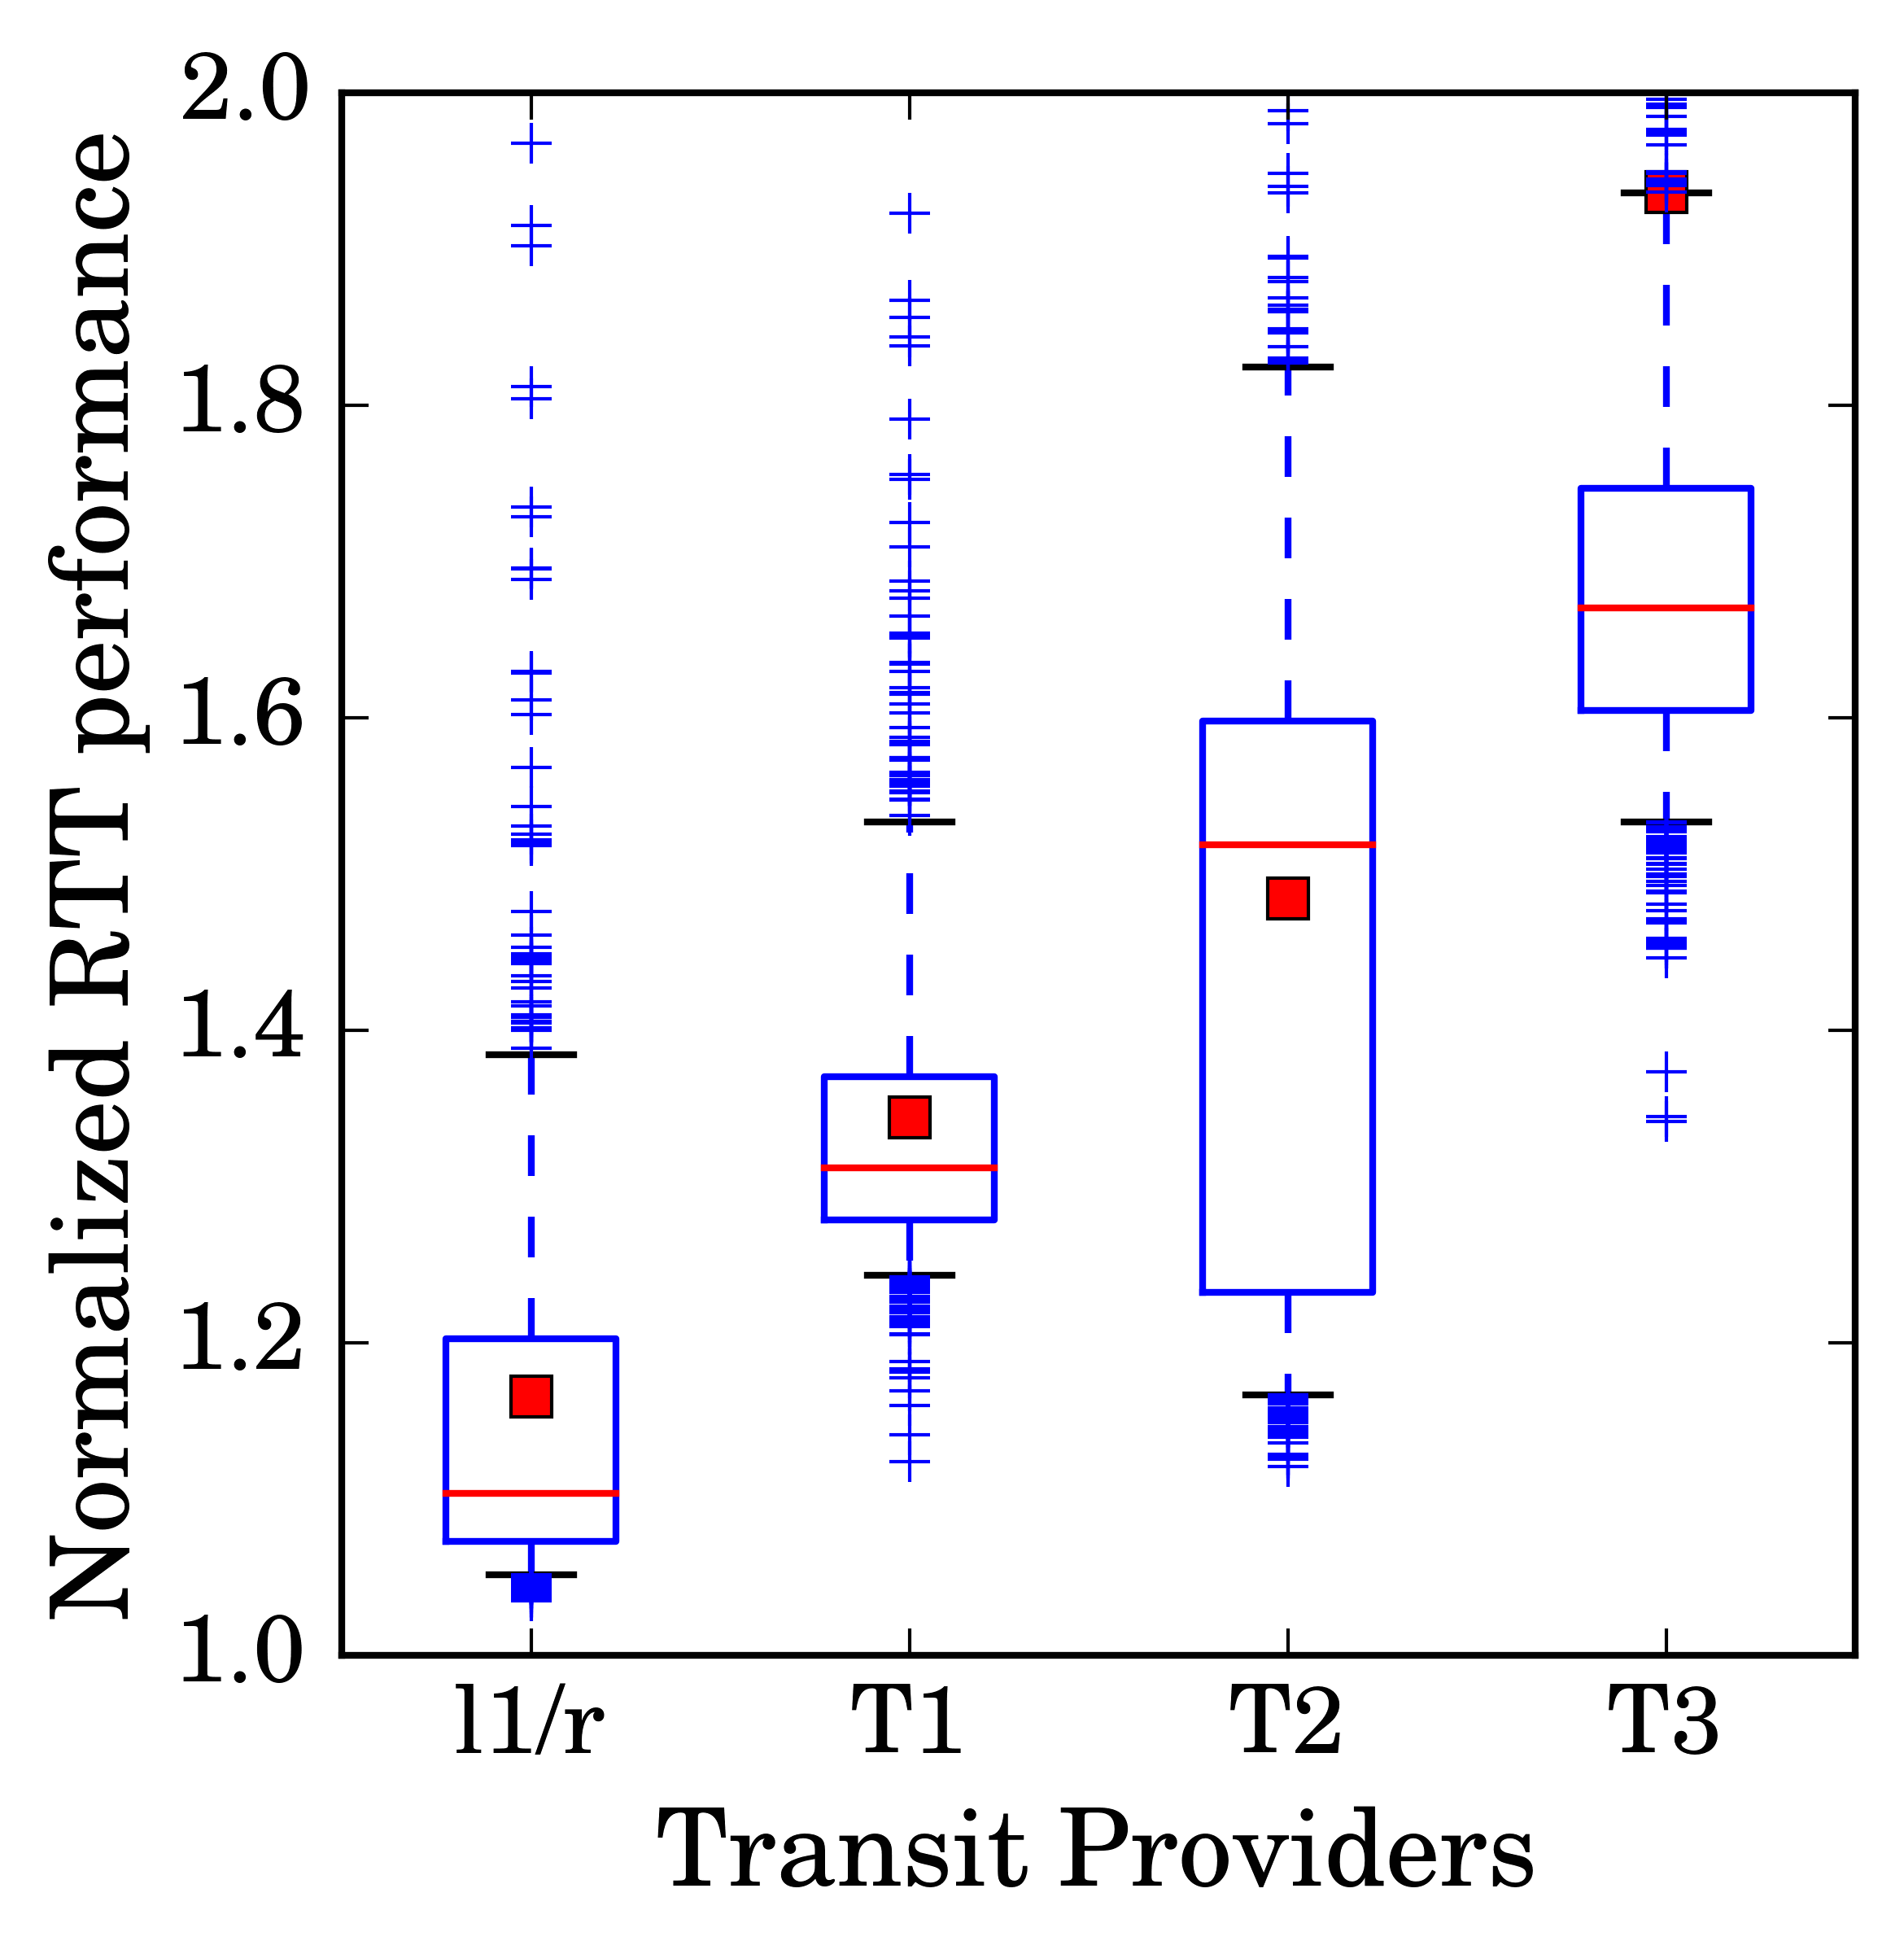 Normalized RTT performance
2.0
1.8
1.6
1.4
1.2
1.0
l1/r T1 T2 T3
Transit Providers